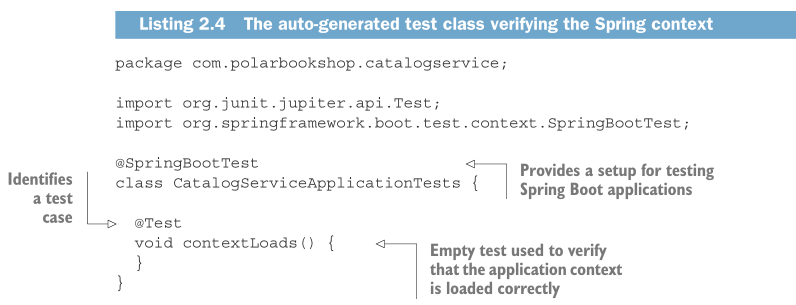 Listing 2.4 The auto-generated test class verifying the Spring context
package com.polarbookshop.catalogservice;
import org.junit.jupiter.api.Test;
import org.springframework.boot.test.context.SpringBootTest;
@SpringBootTest
class CatalogServiceApplicationTests {
Provides a setup for testing
Spring Boot applications
Identifies
a test
case
@Test
void contextLoads() {
}
}
Empty test used to verify
that the application context
is loaded correctly